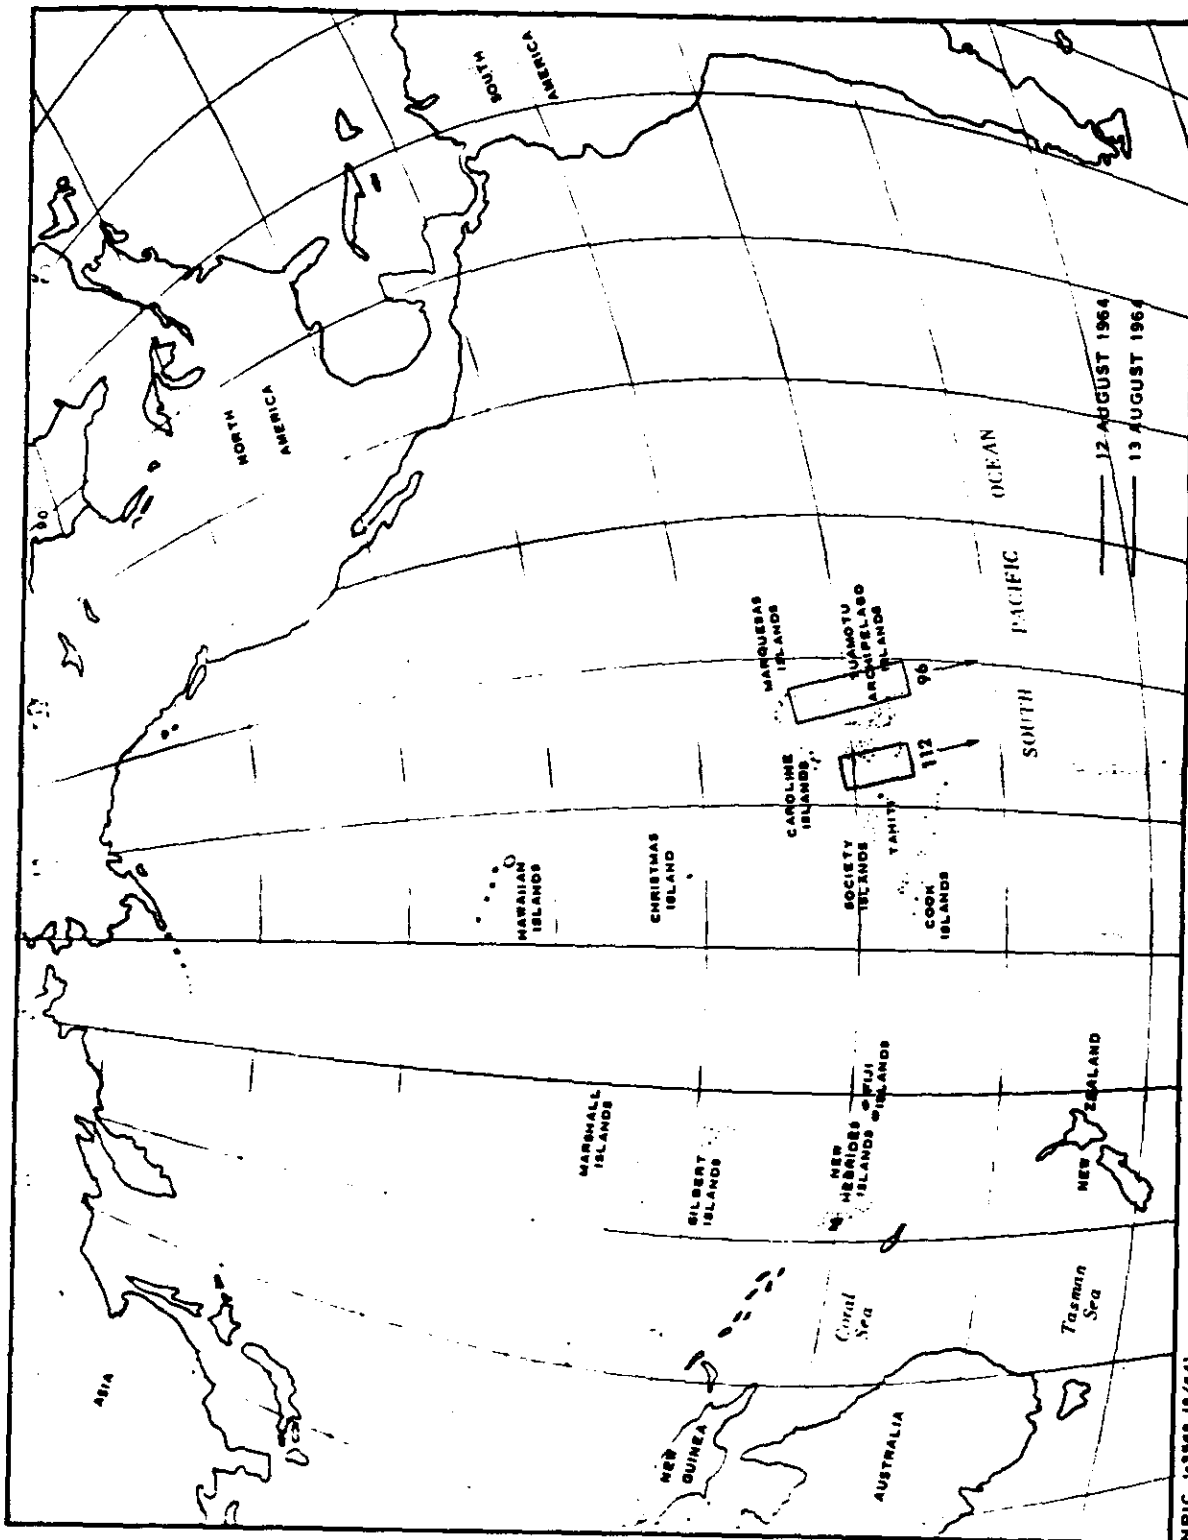 ASIA
NORTH
AMERICA
SOUTH
AMERICA
HAWAIIAN
ISLANDS
CHRISTMAS
ISLAND
MARSHALL
ISLANDS
GILBERT
ISLANDS
NEW
GUINEA
AUSTRALIA
Coral
Sea
Tasman
Sea
NEW
HEBRIDES
ISLANDS
FIJI
ISLANDS
NEW
ZEALAND
CAROLINE
ISLANDS
SOCIETY
ISLANDS
TAHITI
COOK
ISLANDS
MARQUESAS
ISLANDS
TUAMOTU
ARCHIPELAGO
ISLANDS
112
96
SOUTH
PACIFIC
OCEAN
12 AUGUST 1964
13 AUGUST 1964